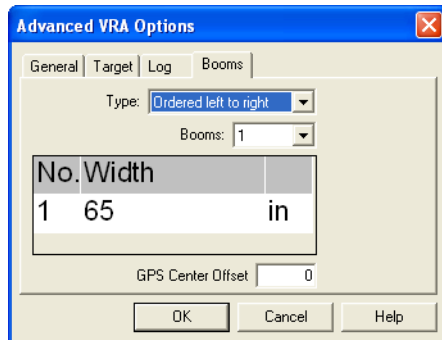 Advanced VRA Options
General Target Log Booms
Type: Ordered left to right
Booms: 1
No. Width
1 65 in
GPS Center Offset 0
OK Cancel Help